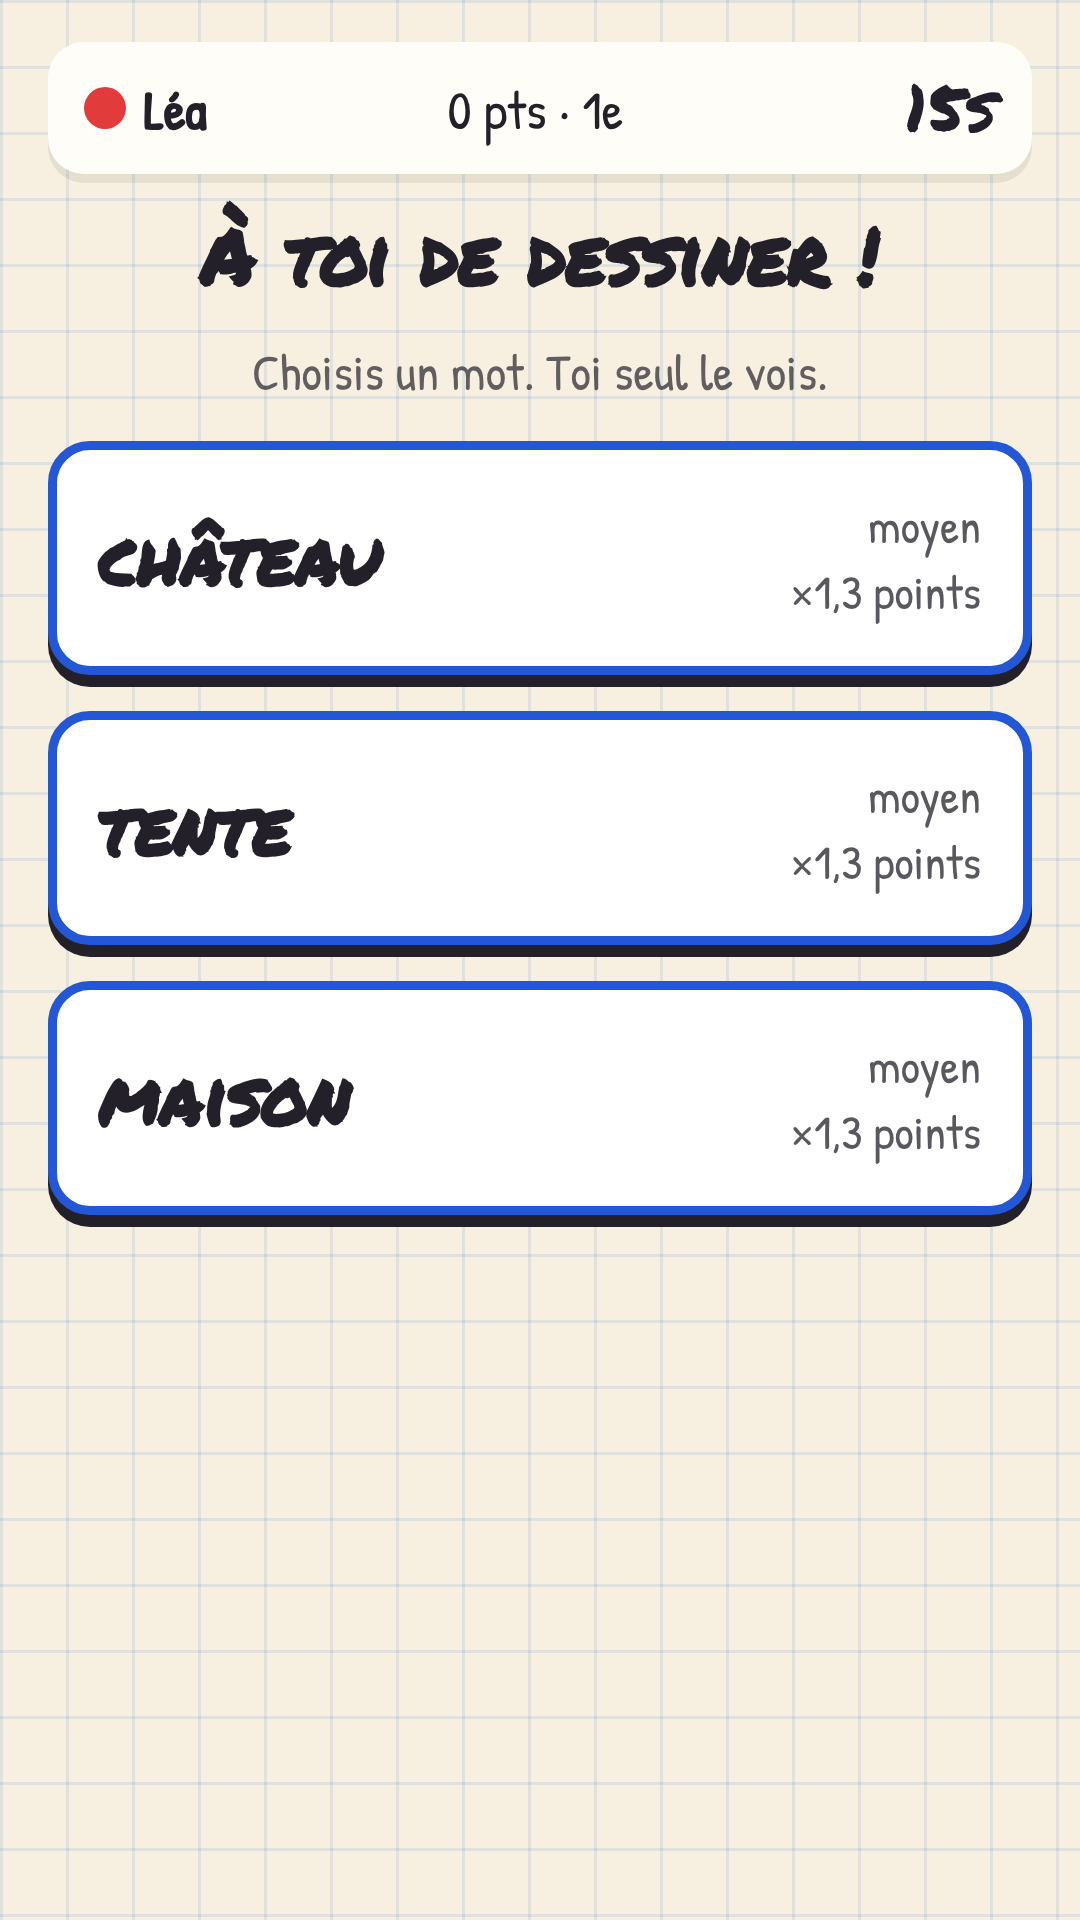 Léa
0 pts · 1e
15s
À TOI DE DESSINER !
Choisis un mot. Toi seul le vois.
CHÂTEAU
moyen
×1,3 points
TENTE
moyen
×1,3 points
MAISON
moyen
×1,3 points